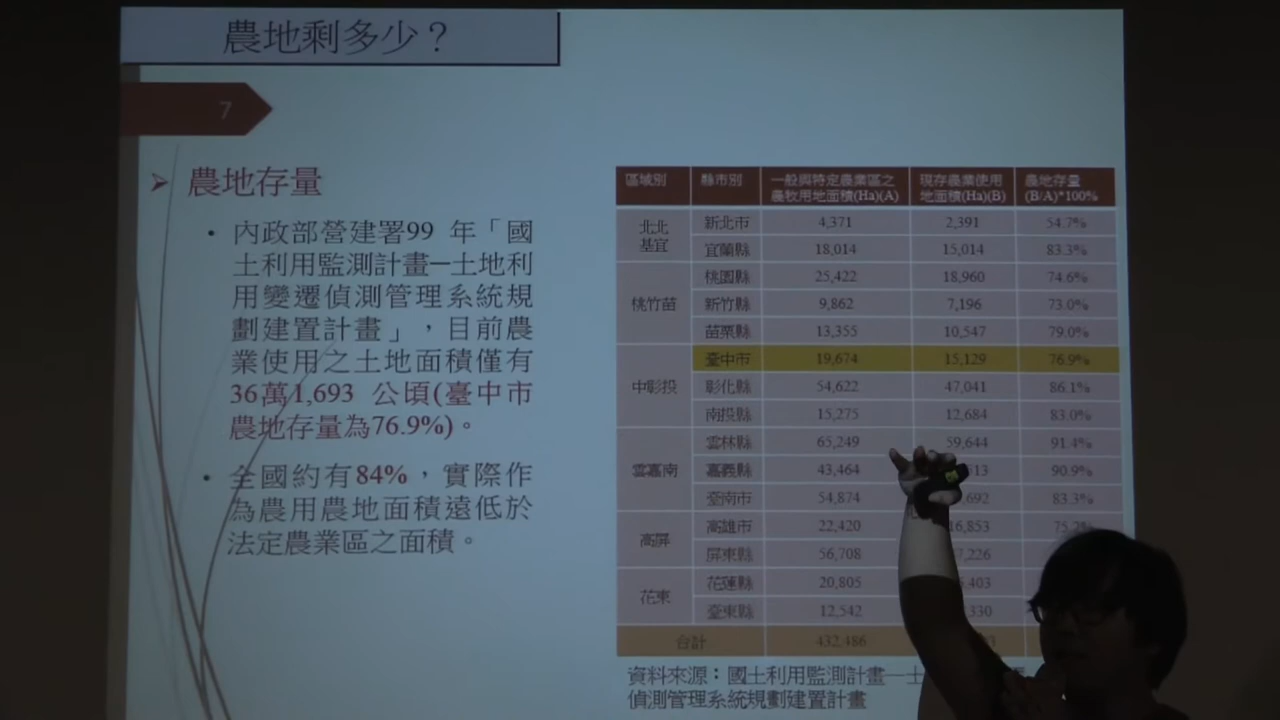 農地剩多少？
7
農地存量
• 內政部營建署99 年「國
土利用監測計畫─土地利
用變遷偵測管理系統規
劃建置計畫」，目前農
業使用之土地面積僅有
36萬1,693 公頃(臺中市
農地存量為76.9%)。
• 全國約有84%，實際作
為農用農地面積遠低於
法定農業區之面積。
區域別 縣市別 一般與特定農業區之農牧用地面積(Ha)(A) 現存農業使用地面積(Ha)(B) 農地存量(B/A)*100%
北北基宜 新北市 4,371 2,391 54.7%
宜蘭縣 18,014 15,014 83.3%
桃竹苗 桃園縣 25,422 18,960 74.6%
新竹縣 9,862 7,196 73.0%
苗栗縣 13,355 10,547 79.0%
中彰投 臺中市 19,674 15,129 76.9%
彰化縣 54,622 47,041 86.1%
南投縣 15,275 12,684 83.0%
雲嘉南 雲林縣 65,249 59,644 91.4%
嘉義縣 43,464 513 90.9%
臺南市 54,874 692 83.3%
高屏 高雄市 22,420 16,853 75.2%
屏東縣 56,708 7,226
花東 花蓮縣 20,805 403
臺東縣 12,542 330
合計 432,486
資料來源：國土利用監測計畫─土
偵測管理系統規劃建置計畫